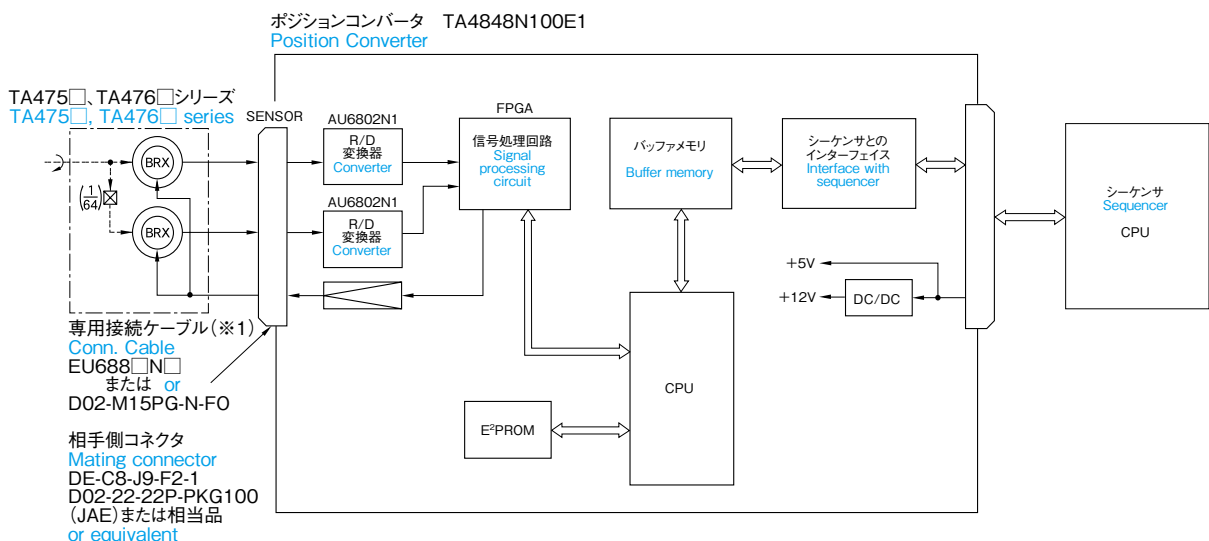 ポジションコンバータ TA4848N100E1
Position Converter
TA475□、TA476□シリーズ
TA475□, TA476□ series
SENSOR
BRX
1
64
BRX
AU6802N1
R/D
変換器
Converter
AU6802N1
R/D
変換器
Converter
FPGA
信号処理回路
Signal
processing
circuit
バッファメモリ
Buffer memory
シーケンサとの
インターフェイス
Interface with
sequencer
シーケンサ
Sequencer
CPU
+5V
+12V
DC/DC
CPU
E²PROM
専用接続ケーブル(※1)
Conn. Cable
EU688□N□
または or
D02-M15PG-N-FO
相手側コネクタ
Mating connector
DE-C8-J9-F2-1
D02-22-22P-PKG100
(JAE)または相当品
or equivalent